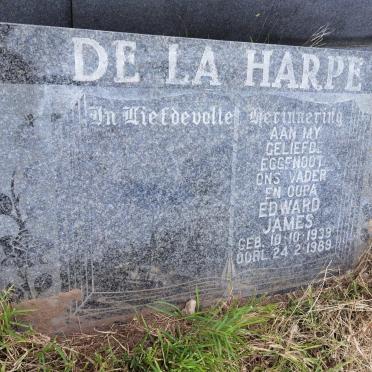 DE LA HARPE
In Liefdevolle Herinnering
AAN MY
GELIEFDE
EGGENOOT
ONS VADER
EN OUPA
EDWARD
JAMES
GEB. 10·10·1939
OORL. 24·2·1989